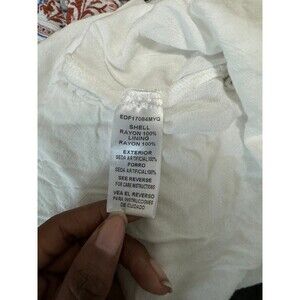 EDF17084MYG
SHELL
RAYON 100%
LINING
RAYON 100%
EXTERIOR
SEDA ARTIFICIAL 100%
FORRO
SEDA ARTIFICIAL 100%
SEE REVERSE
FOR CARE INSTRUCTIONS
VEA EL REVERSO
PARA INSTRUCCIONES
DE CUIDADO